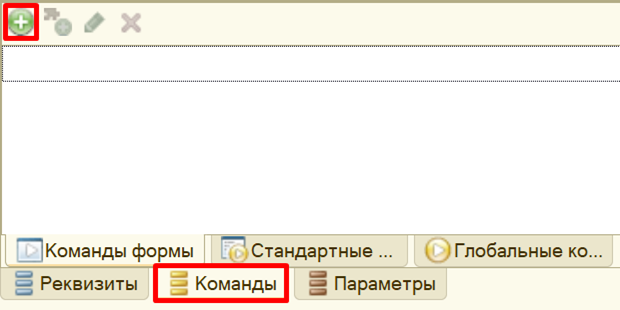 Команды формы Стандартные ... Глобальные ко...
Реквизиты Команды Параметры